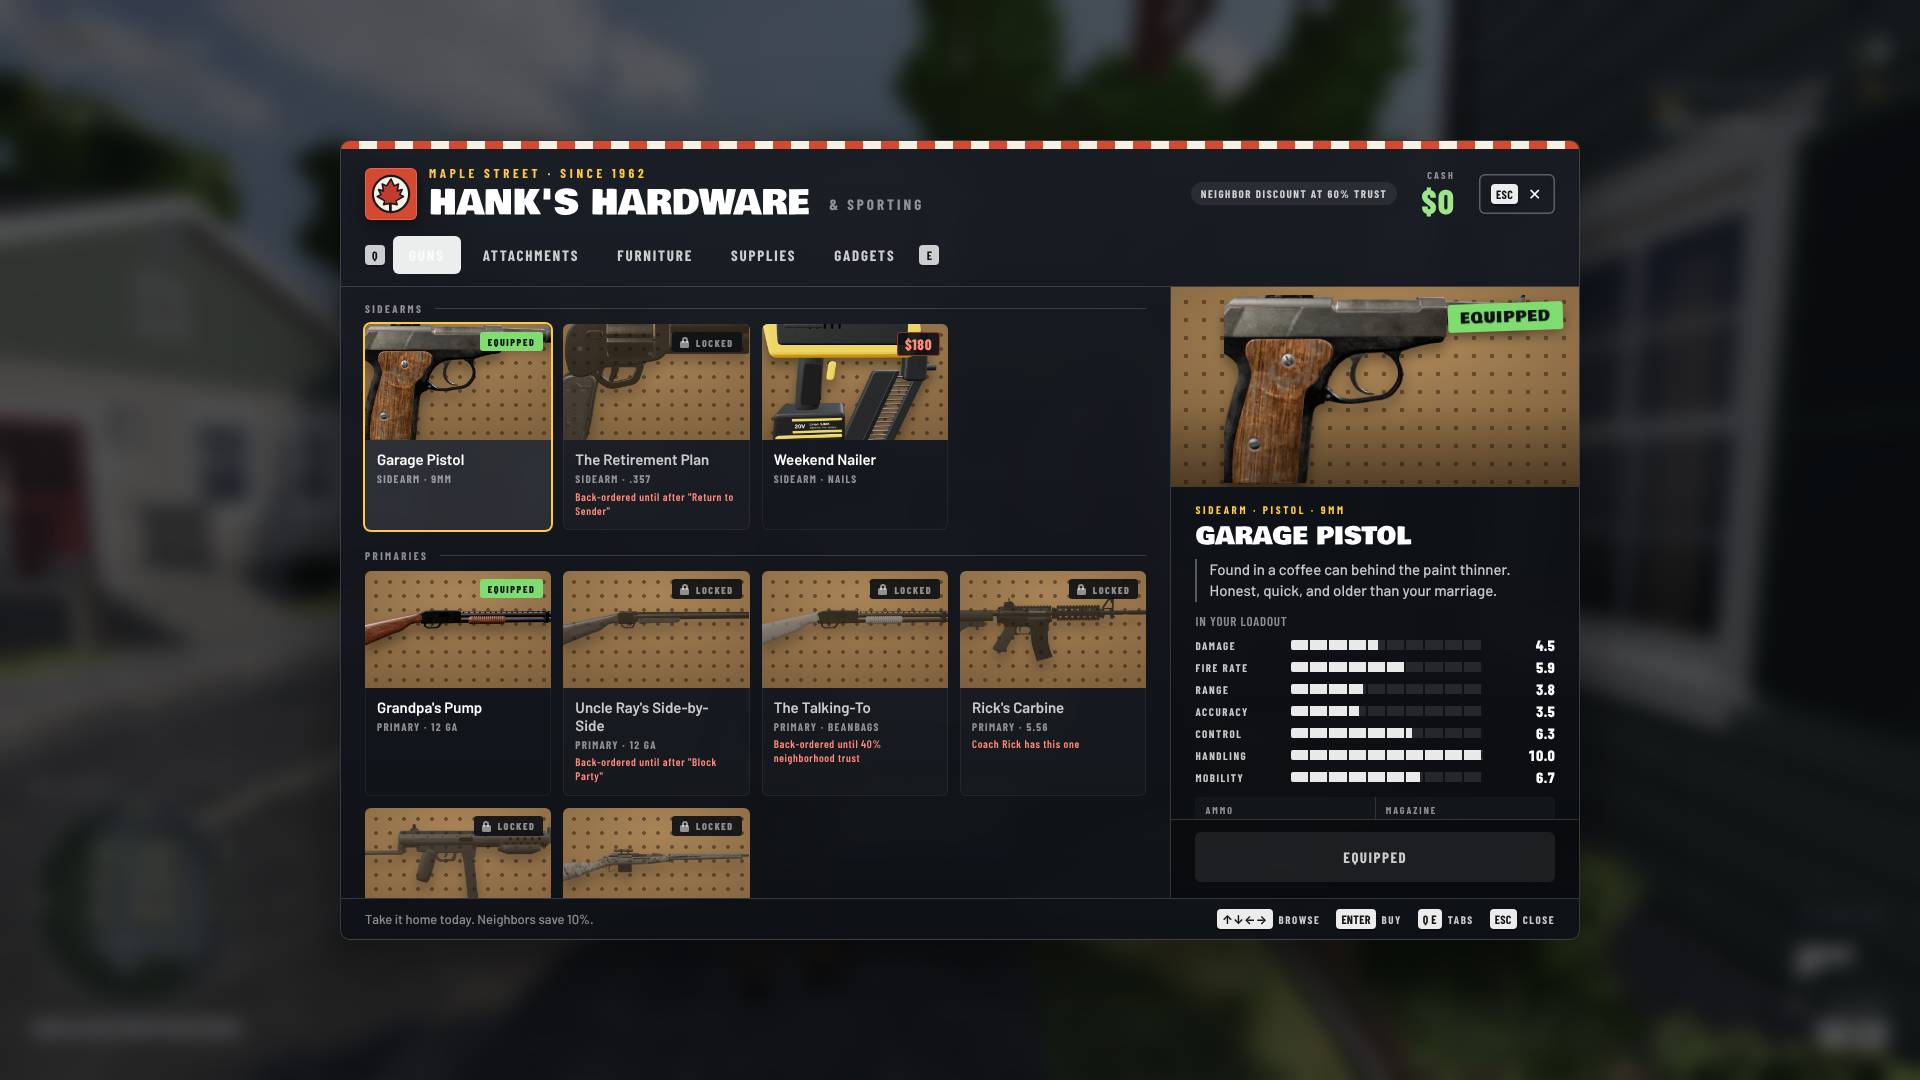 MAPLE STREET · SINCE 1962
HANK'S HARDWARE & SPORTING
NEIGHBOR DISCOUNT AT 60% TRUST
CASH
$0
ESC ✕
Q GUNS ATTACHMENTS FURNITURE SUPPLIES GADGETS E
SIDEARMS
EQUIPPED
Garage Pistol
SIDEARM · 9MM
LOCKED
The Retirement Plan
SIDEARM · .357
Back-ordered until after "Return to
Sender"
$180
20V
Weekend Nailer
SIDEARM · NAILS
PRIMARIES
EQUIPPED
Grandpa's Pump
PRIMARY · 12 GA
LOCKED
Uncle Ray's Side-by-
Side
PRIMARY · 12 GA
Back-ordered until after "Block
Party"
LOCKED
The Talking-To
PRIMARY · BEANBAGS
Back-ordered until 40%
neighborhood trust
LOCKED
Rick's Carbine
PRIMARY · 5.56
Coach Rick has this one
LOCKED
LOCKED
EQUIPPED
SIDEARM · PISTOL · 9MM
GARAGE PISTOL
Found in a coffee can behind the paint thinner.
Honest, quick, and older than your marriage.
IN YOUR LOADOUT
DAMAGE 4.5
FIRE RATE 5.9
RANGE 3.8
ACCURACY 3.5
CONTROL 6.3
HANDLING 10.0
MOBILITY 6.7
AMMO MAGAZINE
EQUIPPED
Take it home today. Neighbors save 10%.
↑↓←→ BROWSE ENTER BUY Q E TABS ESC CLOSE